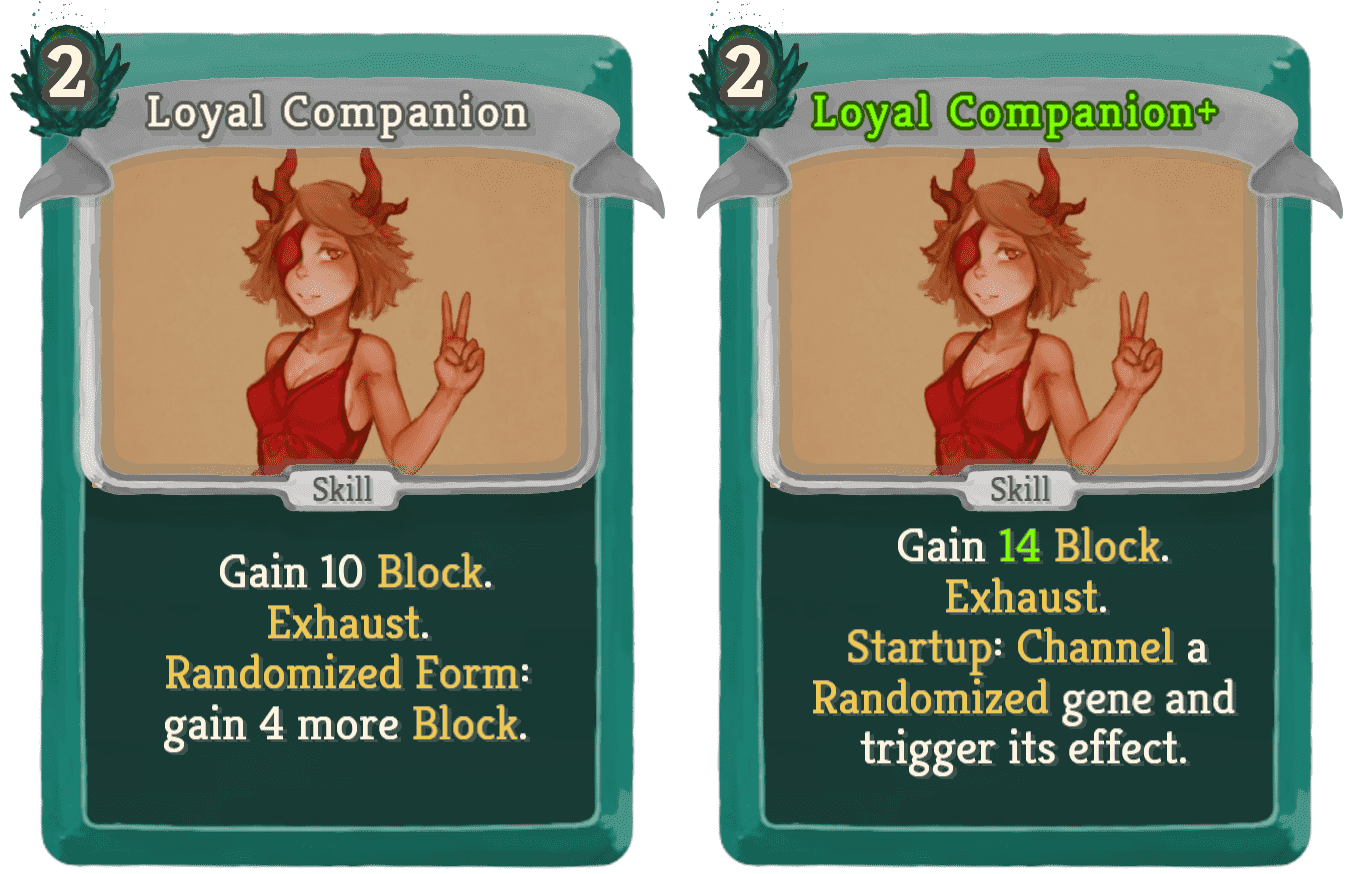 2
Loyal Companion
Skill
Gain 10 Block.
Exhaust.
Randomized Form:
gain 4 more Block.
2
Loyal Companion+
Skill
Gain 14 Block.
Exhaust.
Startup: Channel a
Randomized gene and
trigger its effect.